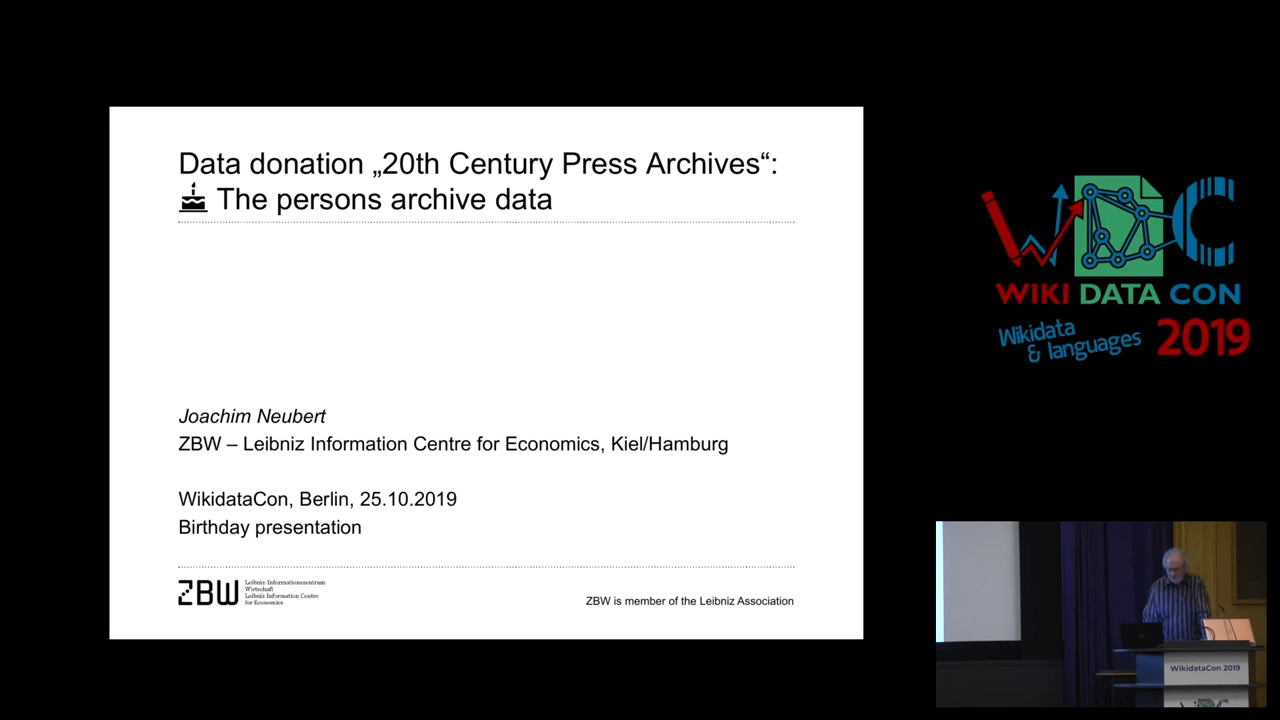 Data donation „20th Century Press Archives“:
The persons archive data
Joachim Neubert
ZBW – Leibniz Information Centre for Economics, Kiel/Hamburg
WikidataCon, Berlin, 25.10.2019
Birthday presentation
ZBW
Leibniz-Informationszentrum
Wirtschaft
Leibniz Information Centre
for Economics
ZBW is member of the Leibniz Association
WDC
WIKI DATA CON
Wikidata
& languages
2019
WikidataCon 2019